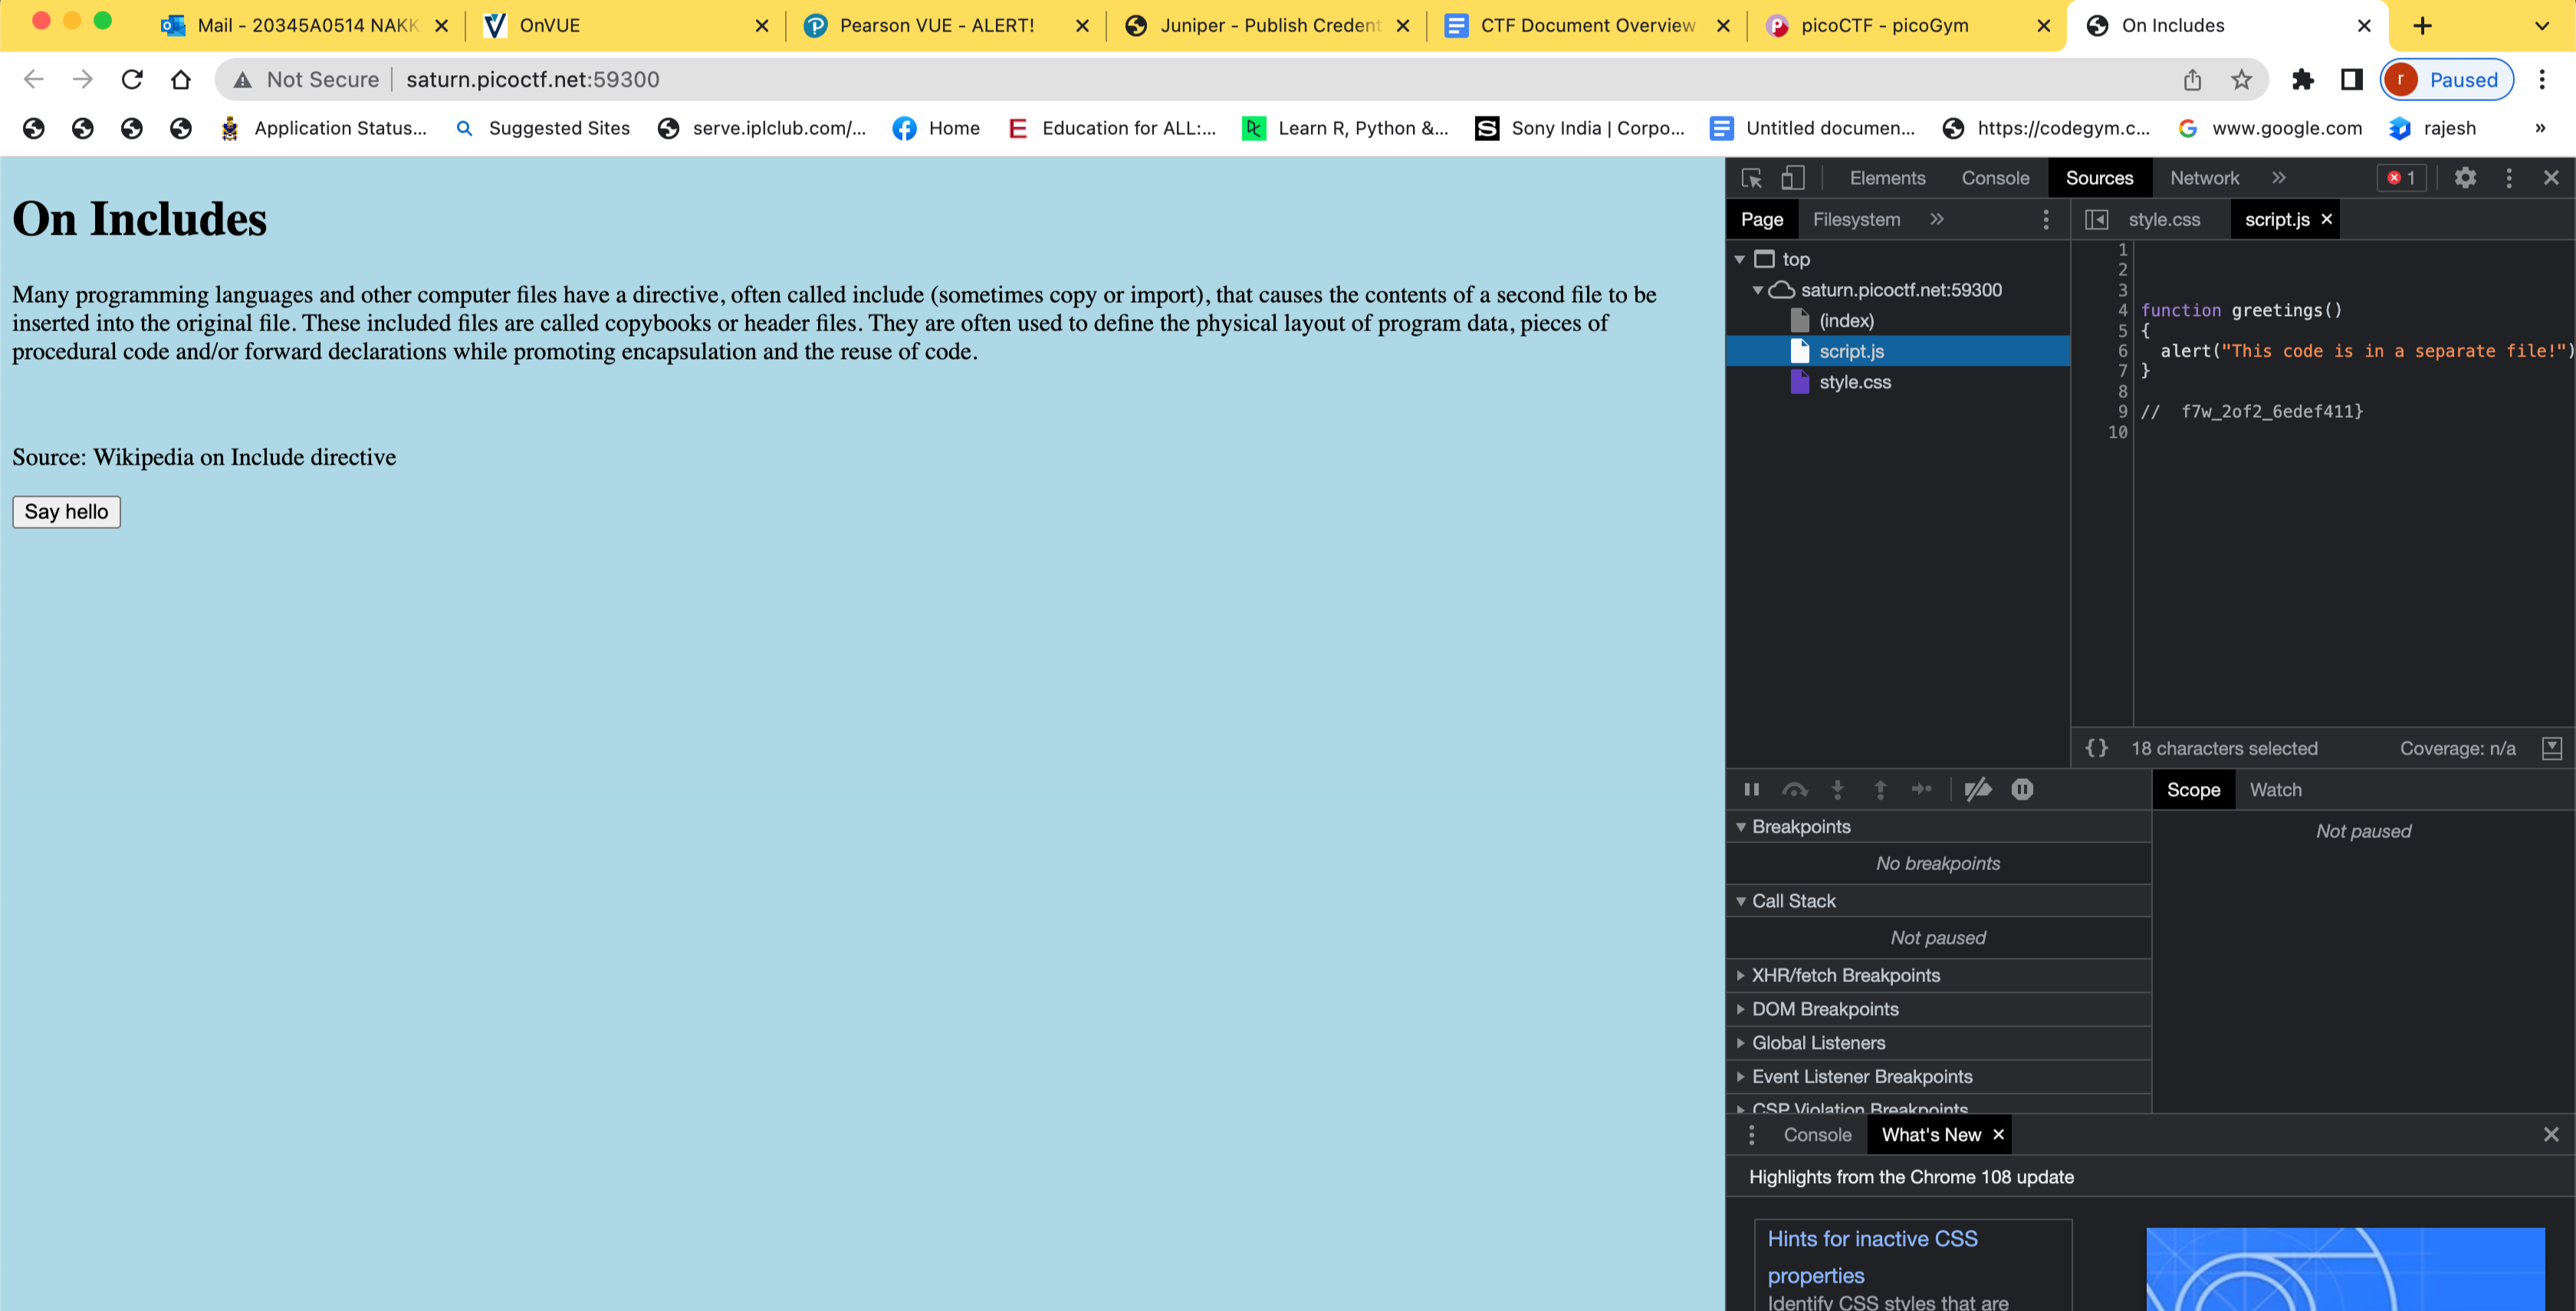 Mail - 20345A0514 NAKK
OnVUE
Pearson VUE - ALERT!
Juniper - Publish Credent
CTF Document Overview
picoCTF - picoGym
On Includes
Not Secure
saturn.picoctf.net:59300
r
Paused
Application Status...
Suggested Sites
serve.iplclub.com/...
Home
Education for ALL:...
Learn R, Python &...
Sony India | Corpo...
Untitled documen...
https://codegym.c...
www.google.com
rajesh
»
On Includes
Many programming languages and other computer files have a directive, often called include (sometimes copy or import), that causes the contents of a second file to be
inserted into the original file. These included files are called copybooks or header files. They are often used to define the physical layout of program data, pieces of
procedural code and/or forward declarations while promoting encapsulation and the reuse of code.
Source: Wikipedia on Include directive
Say hello
Elements Console Sources Network »
1
Page Filesystem »
style.css
script.js
top
saturn.picoctf.net:59300
(index)
script.js
style.css
1
2
3
4 function greetings()
5 {
6 alert("This code is in a separate file!")
7 }
8
9 // f7w_2of2_6edef411}
10
{} 18 characters selected Coverage: n/a
Scope Watch
Not paused
Breakpoints
No breakpoints
Call Stack
Not paused
XHR/fetch Breakpoints
DOM Breakpoints
Global Listeners
Event Listener Breakpoints
CSP Violation Breakpoints
Console What's New
Highlights from the Chrome 108 update
Hints for inactive CSS
properties
Identify CSS styles that are